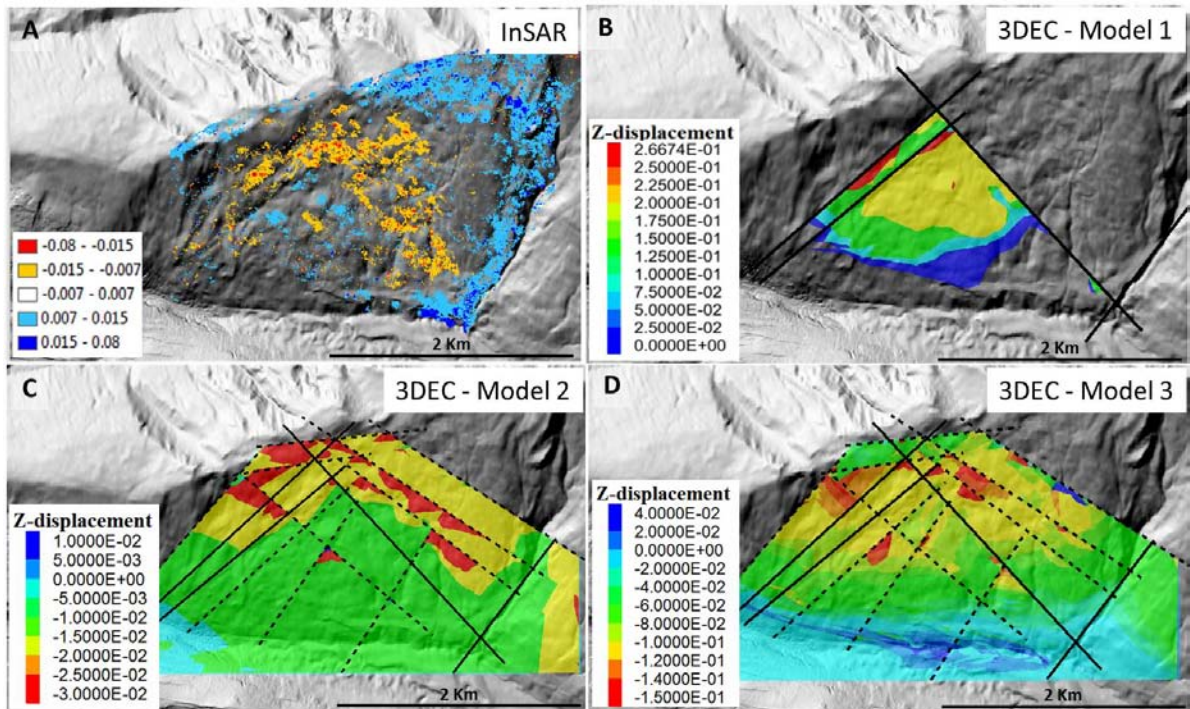 A
InSAR
-0.08 - -0.015
-0.015 - -0.007
-0.007 - 0.007
0.007 - 0.015
0.015 - 0.08
2 Km
B
3DEC - Model 1
Z-displacement
2.6674E-01
2.5000E-01
2.2500E-01
2.0000E-01
1.7500E-01
1.5000E-01
1.2500E-01
1.0000E-01
7.5000E-02
5.0000E-02
2.5000E-02
0.0000E+00
2 Km
C
3DEC - Model 2
Z-displacement
1.0000E-02
5.0000E-03
0.0000E+00
-5.0000E-03
-1.0000E-02
-1.5000E-02
-2.0000E-02
-2.5000E-02
-3.0000E-02
2 Km
D
3DEC - Model 3
Z-displacement
4.0000E-02
2.0000E-02
0.0000E+00
-2.0000E-02
-4.0000E-02
-6.0000E-02
-8.0000E-02
-1.0000E-01
-1.2000E-01
-1.4000E-01
-1.5000E-01
2 Km